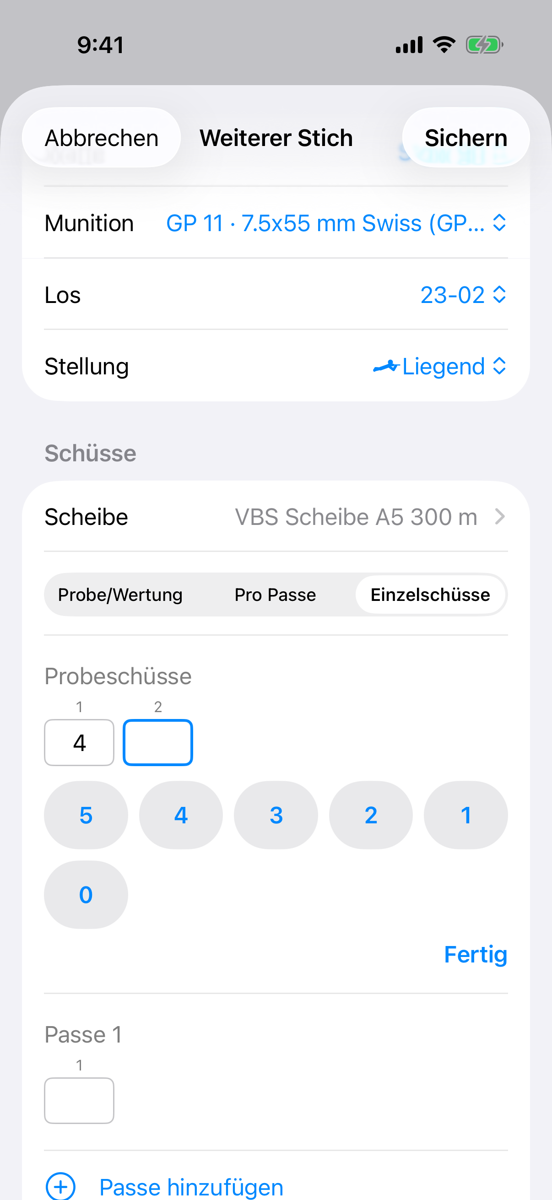 9:41
Abbrechen
Weiterer Stich
Sichern
Munition
GP 11 · 7.5x55 mm Swiss (GP...
Los
23-02
Stellung
Liegend
Schüsse
Scheibe
VBS Scheibe A5 300 m
Probe/Wertung
Pro Passe
Einzelschüsse
Probeschüsse
1 2
4
5 4 3 2 1
0
Fertig
Passe 1
1
Passe hinzufügen